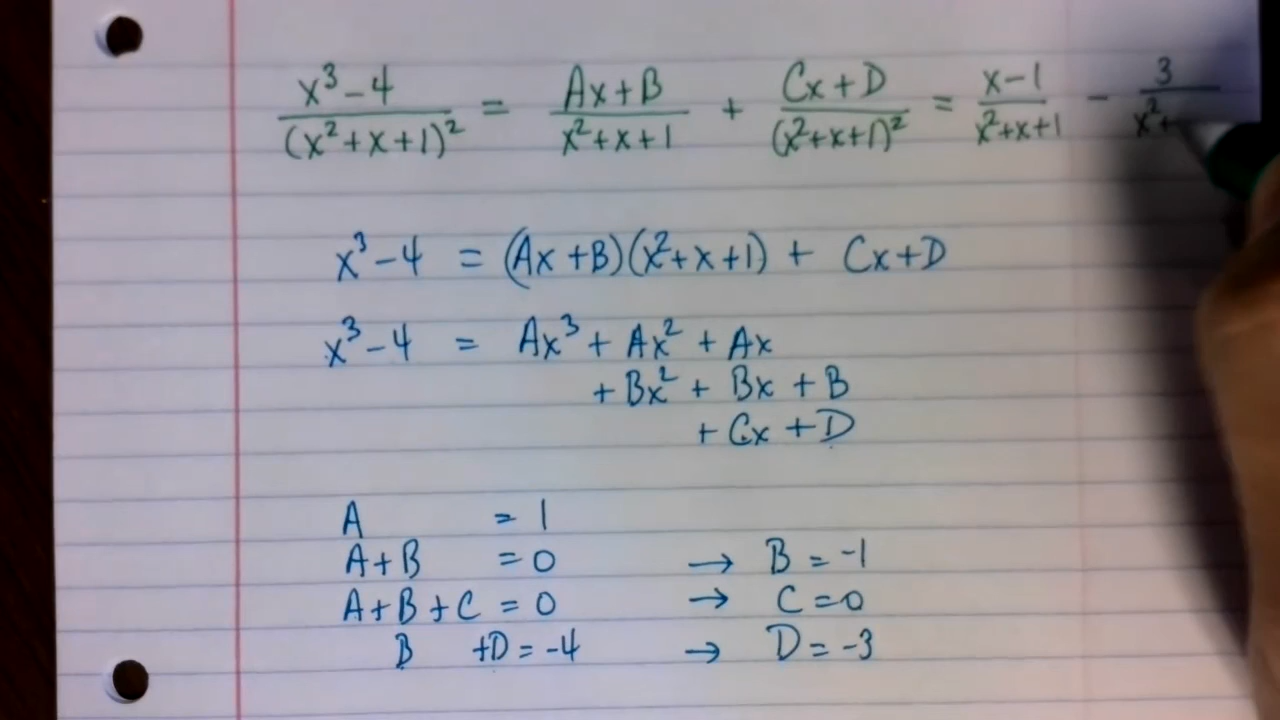 x³-4/(x²+x+1)² = Ax+B/x²+x+1 + Cx+D/(x²+x+1)² = x-1/x²+x+1 - 3/x²+
x³-4 = (Ax+B)(x²+x+1) + Cx+D
x³-4 = Ax³ + Ax² + Ax
+ Bx² + Bx + B
+ Cx + D
A = 1
A+B = 0 → B = -1
A+B+C = 0 → C = 0
B +D = -4 → D = -3